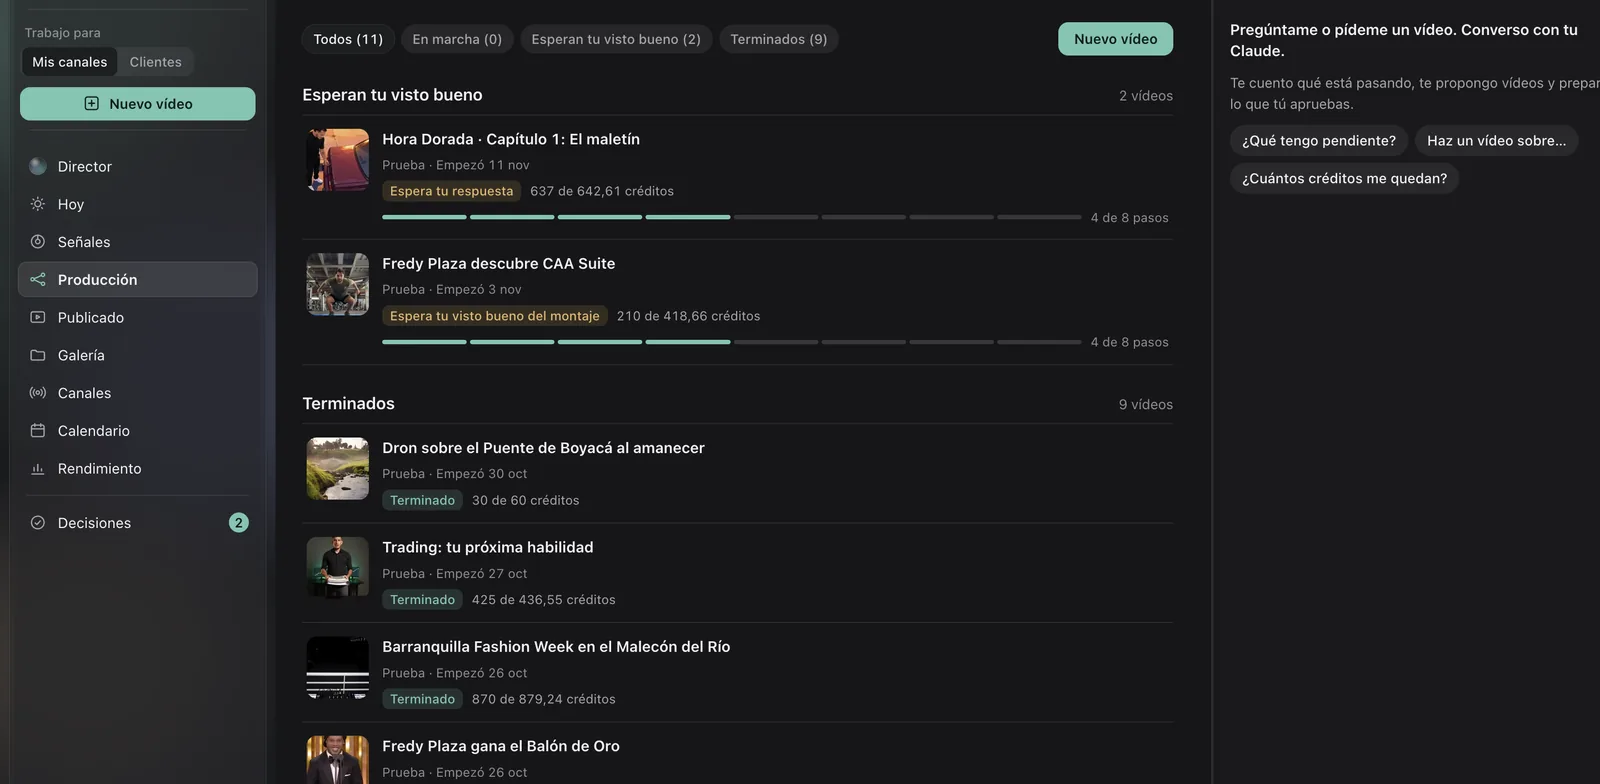 Trabajo para
Mis canales
Clientes
Nuevo vídeo
Director
Hoy
Señales
Producción
Publicado
Galería
Canales
Calendario
Rendimiento
Decisiones
2
Todos (11)
En marcha (0)
Esperan tu visto bueno (2)
Terminados (9)
Nuevo vídeo
Esperan tu visto bueno
2 vídeos
Hora Dorada · Capítulo 1: El maletín
Prueba · Empezó 11 nov
Espera tu respuesta
637 de 642,61 créditos
4 de 8 pasos
Fredy Plaza descubre CAA Suite
Prueba · Empezó 3 nov
Espera tu visto bueno del montaje
210 de 418,66 créditos
4 de 8 pasos
Terminados
9 vídeos
Dron sobre el Puente de Boyacá al amanecer
Prueba · Empezó 30 oct
Terminado
30 de 60 créditos
Trading: tu próxima habilidad
Prueba · Empezó 27 oct
Terminado
425 de 436,55 créditos
Barranquilla Fashion Week en el Malecón del Río
Prueba · Empezó 26 oct
Terminado
870 de 879,24 créditos
Fredy Plaza gana el Balón de Oro
Prueba · Empezó 26 oct
Pregúntame o pídeme un vídeo. Converso con tu
Claude.
Te cuento qué está pasando, te propongo vídeos y prepar
lo que tú apruebas.
¿Qué tengo pendiente?
Haz un vídeo sobre...
¿Cuántos créditos me quedan?